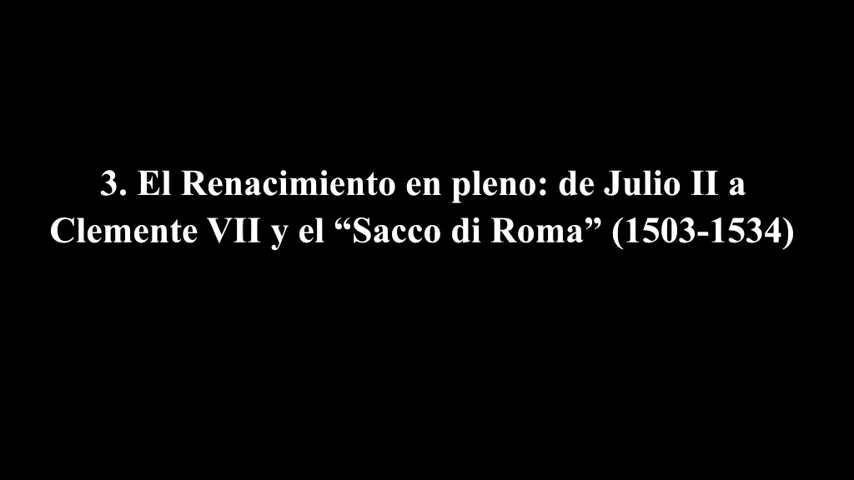 3. El Renacimiento en pleno: de Julio II a
Clemente VII y el “Sacco di Roma” (1503-1534)